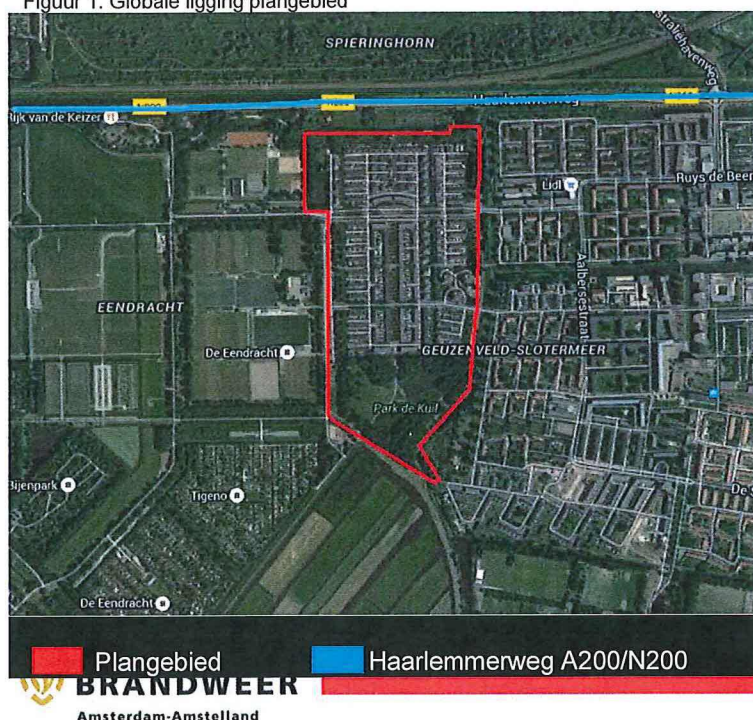 Figuur 1. Globale ligging plangebied
SPIERINGHORN
Haarlemmerweg
Rijk van de Keizer
Lidl
Ruys de Beer
Aalbersestraat
EENDRACHT
De Eendracht
GEUZENVELD-SLOTERMEER
Park de Kuil
Bijenpark
Tigeno
De Eendracht
Plangebied
Haarlemmerweg A200/N200
BRANDWEER
Amsterdam-Amstelland